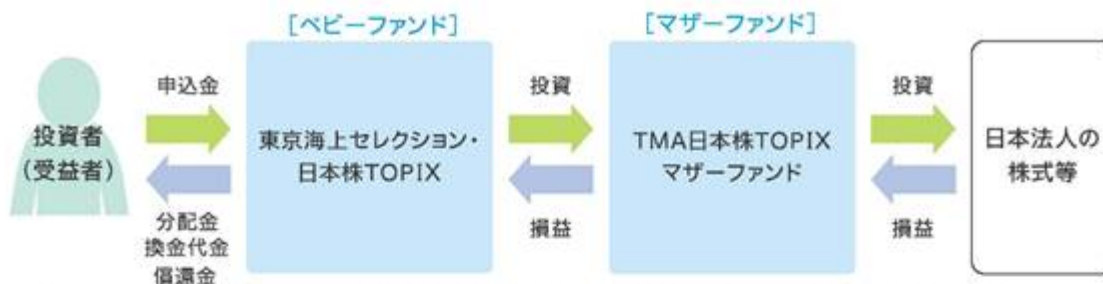 [ベビーファンド]
[マザーファンド]
投資者
(受益者)
申込金
分配金
換金代金
償還金
東京海上セレクション・
日本株TOPIX
投資
損益
TMA日本株TOPIX
マザーファンド
投資
損益
日本法人の
株式等